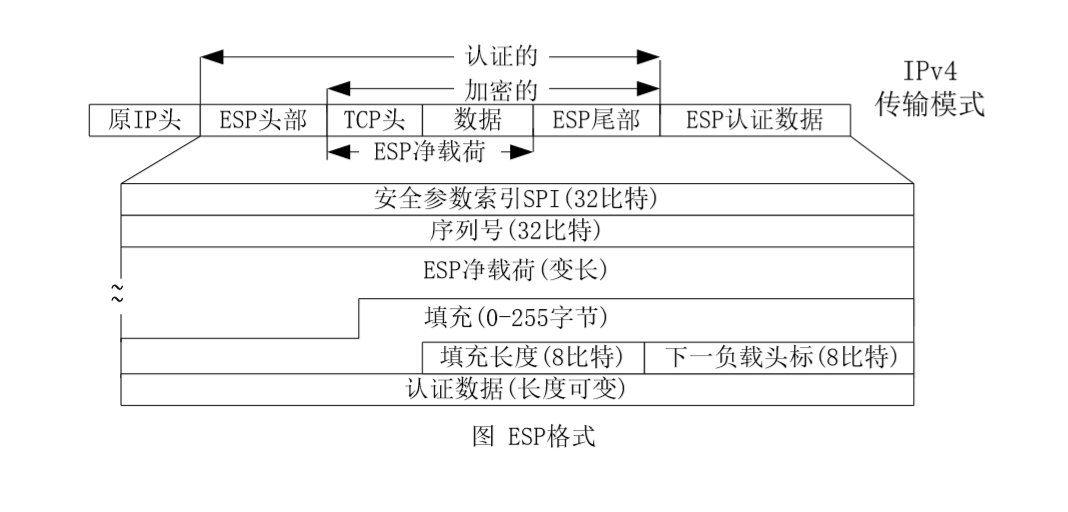 认证的
加密的
IPv4
传输模式
原IP头 ESP头部 TCP头 数据 ESP尾部 ESP认证数据
ESP净载荷
安全参数索引SPI(32比特)
序列号(32比特)
ESP净载荷(变长)
填充(0-255字节)
填充长度(8比特) 下一负载头标(8比特)
认证数据(长度可变)
图 ESP格式